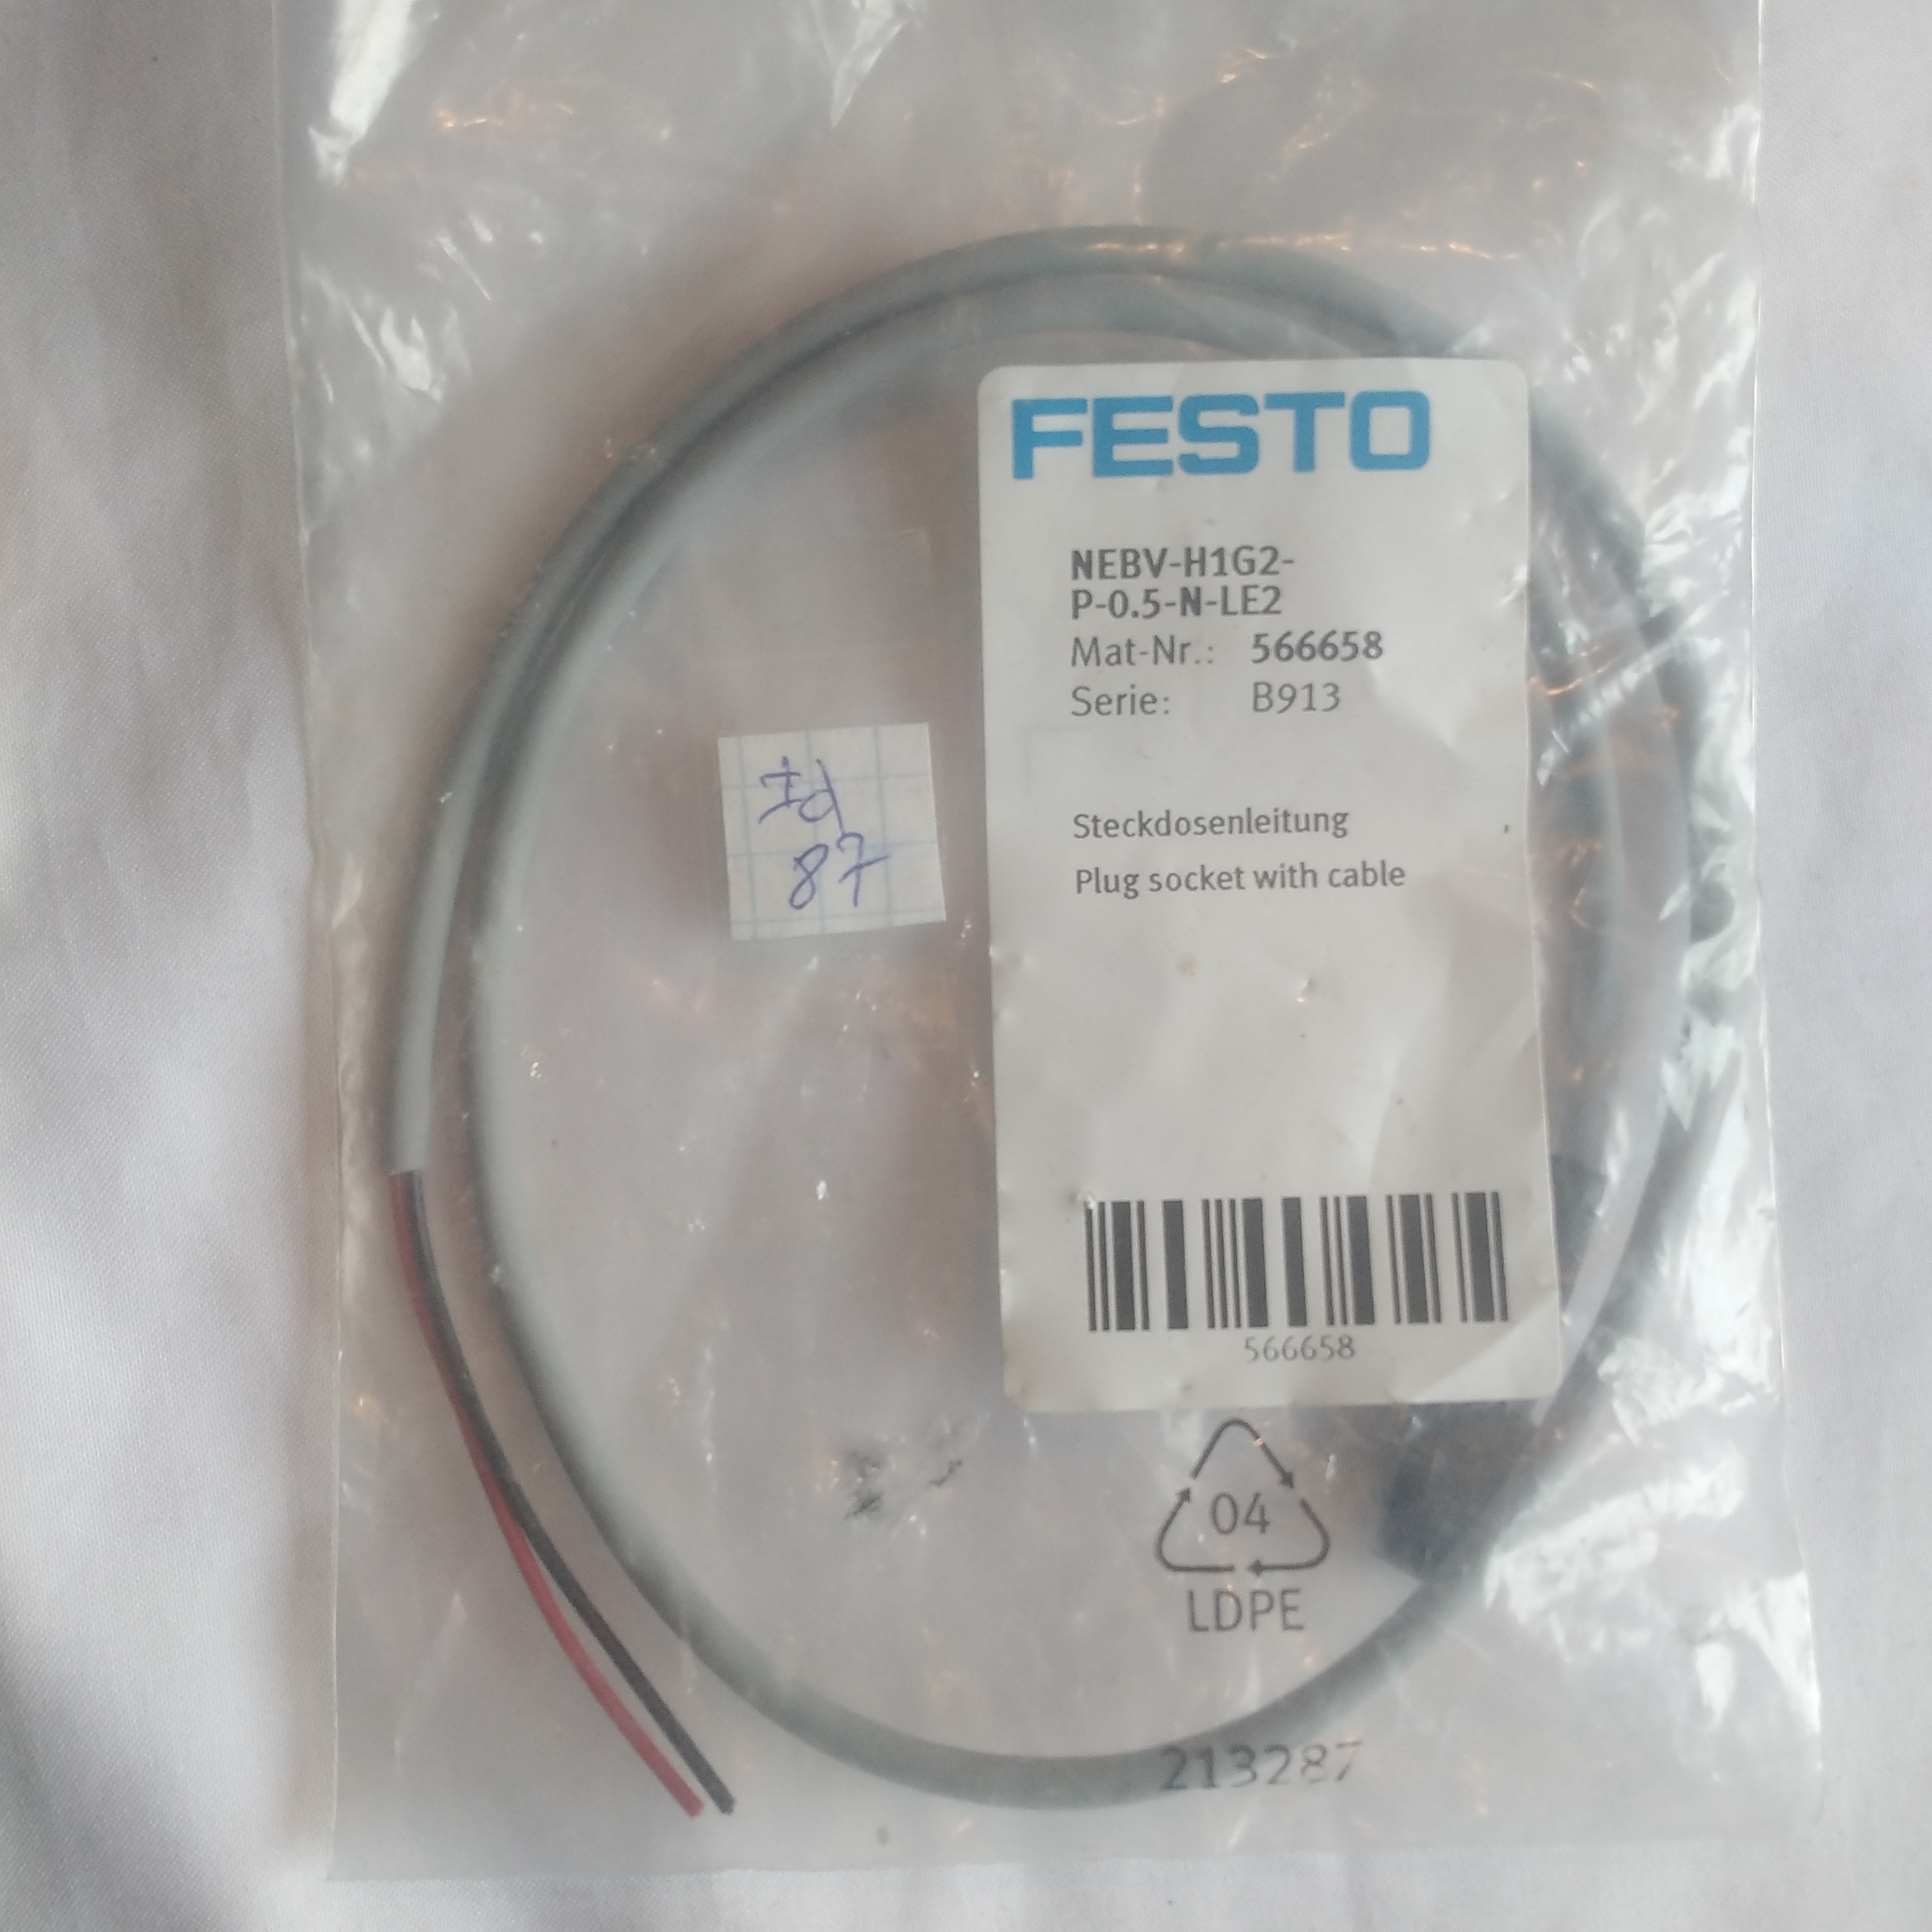 FESTO
NEBV-H1G2-
P-0.5-N-LE2
Mat-Nr.: 566658
Serie: B913
Steckdosenleitung
Plug socket with cable
566658
Id
87
04
LDPE
213287